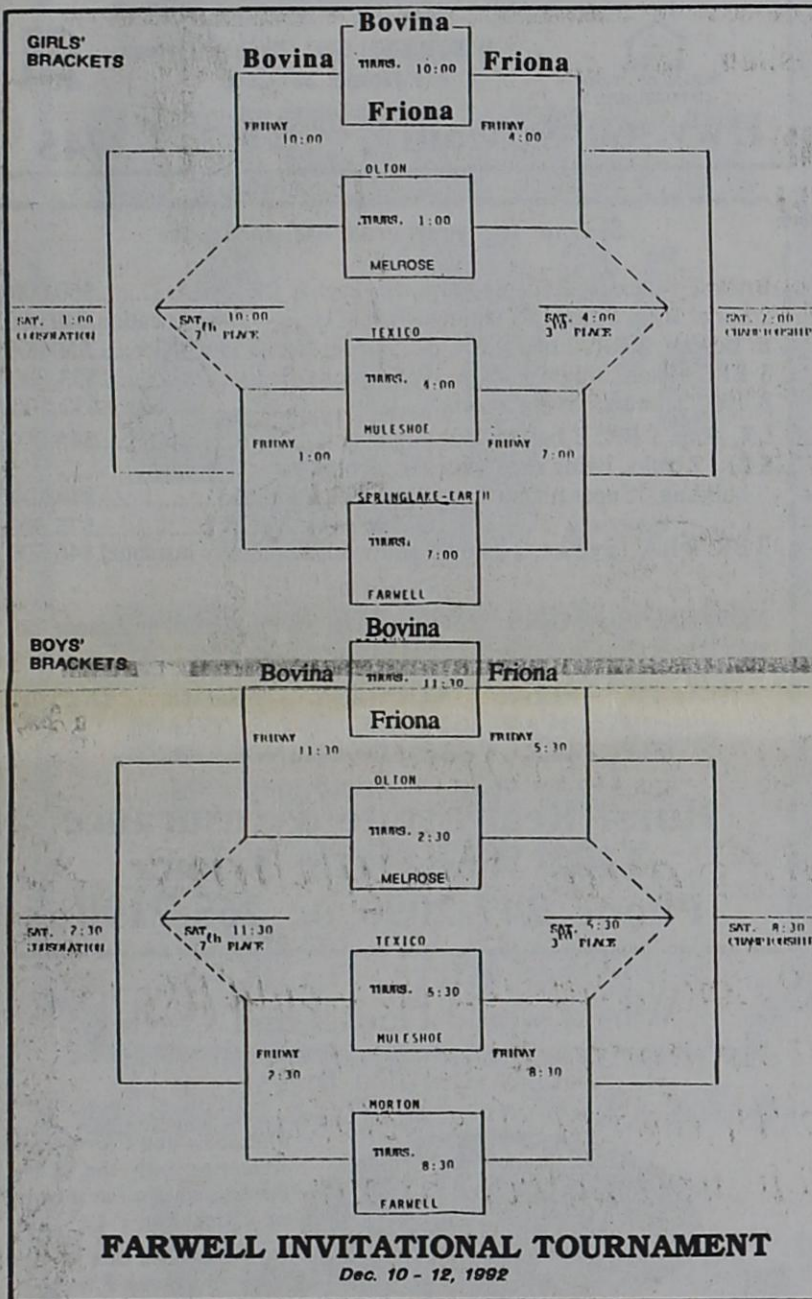 GIRLS'
BRACKETS
Bovina
Bovina
THURS. 10:00
Friona
Friona
FRIDAY
10:00
FRIDAY
4:00
OLTON
THURS. 1:00
MELROSE
SAT. 1:00
CONSOLATION
SAT. 10:00
7th PLACE
SAT. 4:00
3rd PLACE
SAT. 7:00
CHAMPIONSHIP
TEXICO
THURS. 4:00
MULESHOE
FRIDAY
1:00
FRIDAY
7:00
SPRINGLAKE-EARTH
THURS.
7:00
FARWELL
BOYS'
BRACKETS
Bovina
Bovina
THURS. 11:30
Friona
Friona
FRIDAY
11:30
FRIDAY
5:30
OLTON
THURS. 2:30
MELROSE
SAT. 2:30
CONSOLATION
SAT. 11:30
7th PLACE
SAT. 5:30
3rd PLACE
SAT. 8:30
CHAMPIONSHIP
TEXICO
THURS. 5:30
MULESHOE
FRIDAY
2:30
FRIDAY
8:30
MORTON
THURS.
8:30
FARWELL
FARWELL INVITATIONAL TOURNAMENT
Dec. 10 - 12, 1992